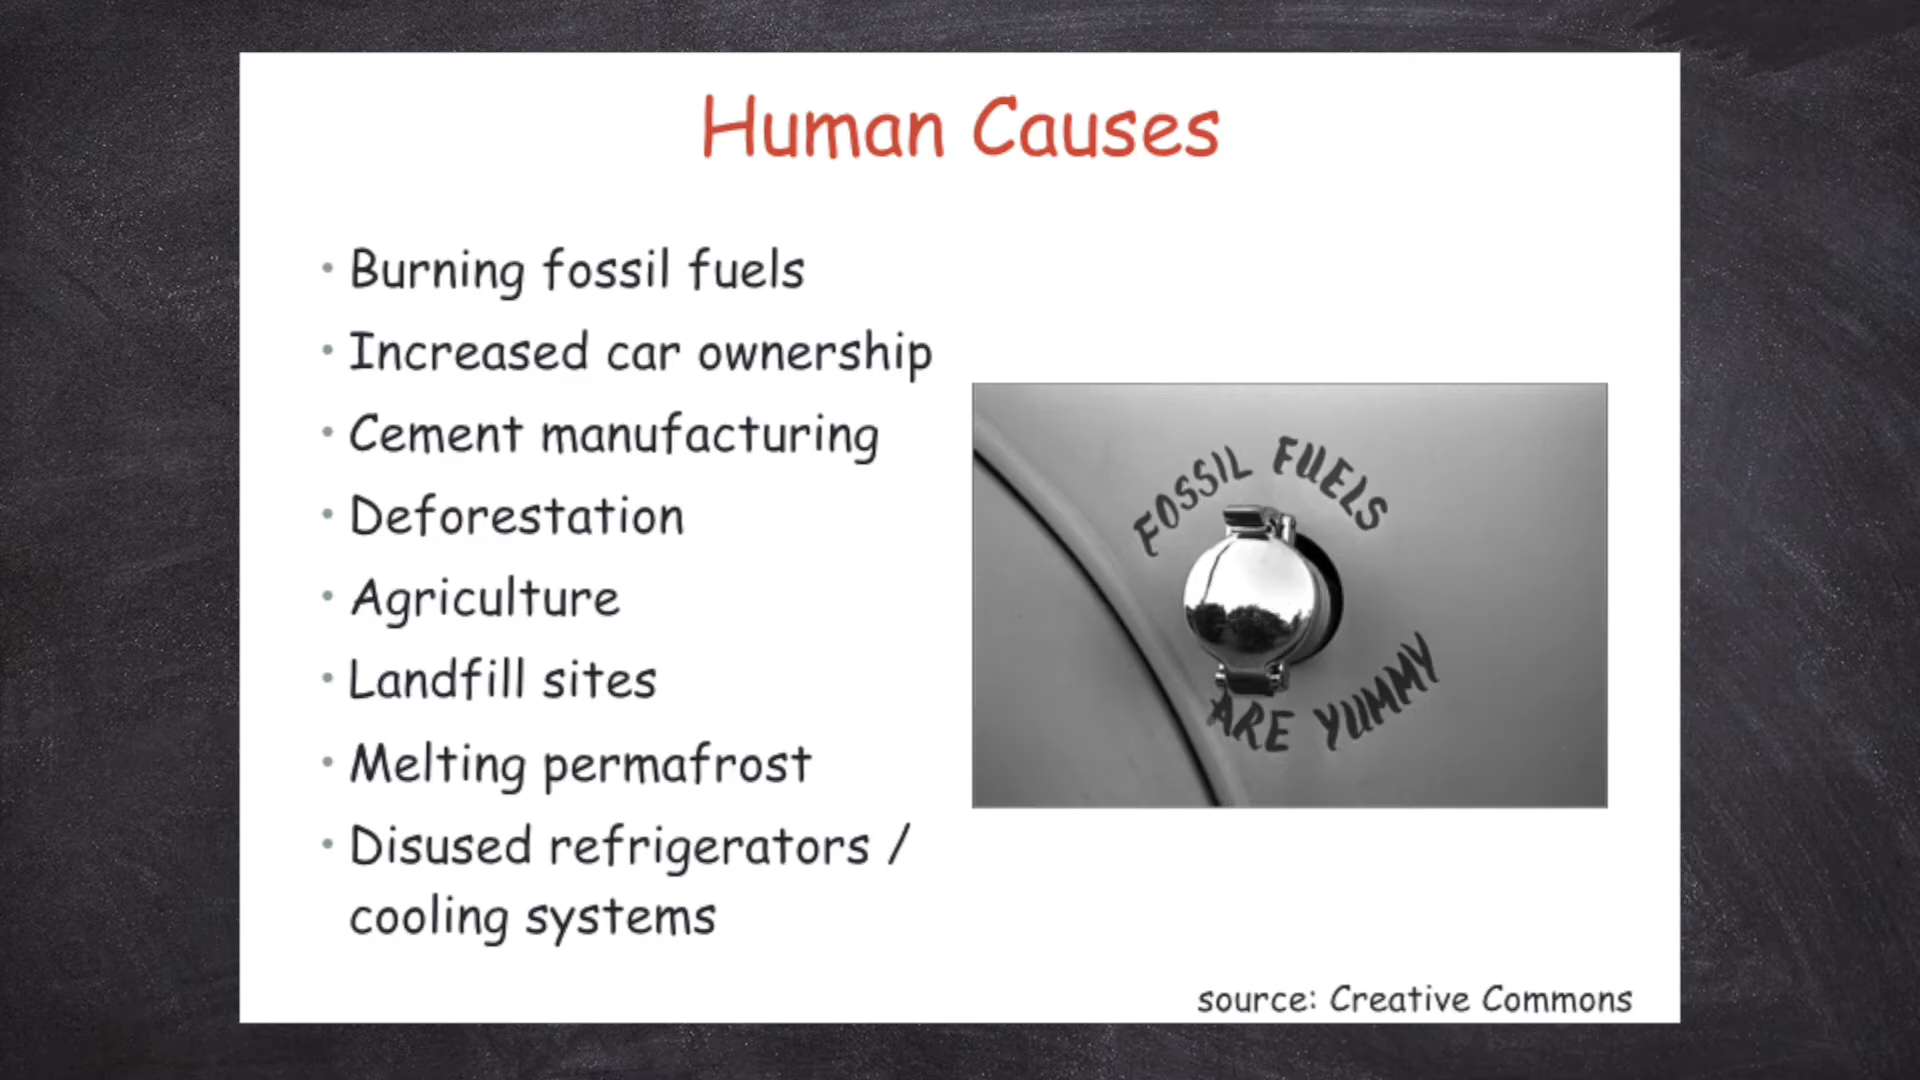 Human Causes
• Burning fossil fuels
• Increased car ownership
• Cement manufacturing
• Deforestation
• Agriculture
• Landfill sites
• Melting permafrost
• Disused refrigerators /
cooling systems
FOSSIL FUELS
ARE YUMMY
source: Creative Commons